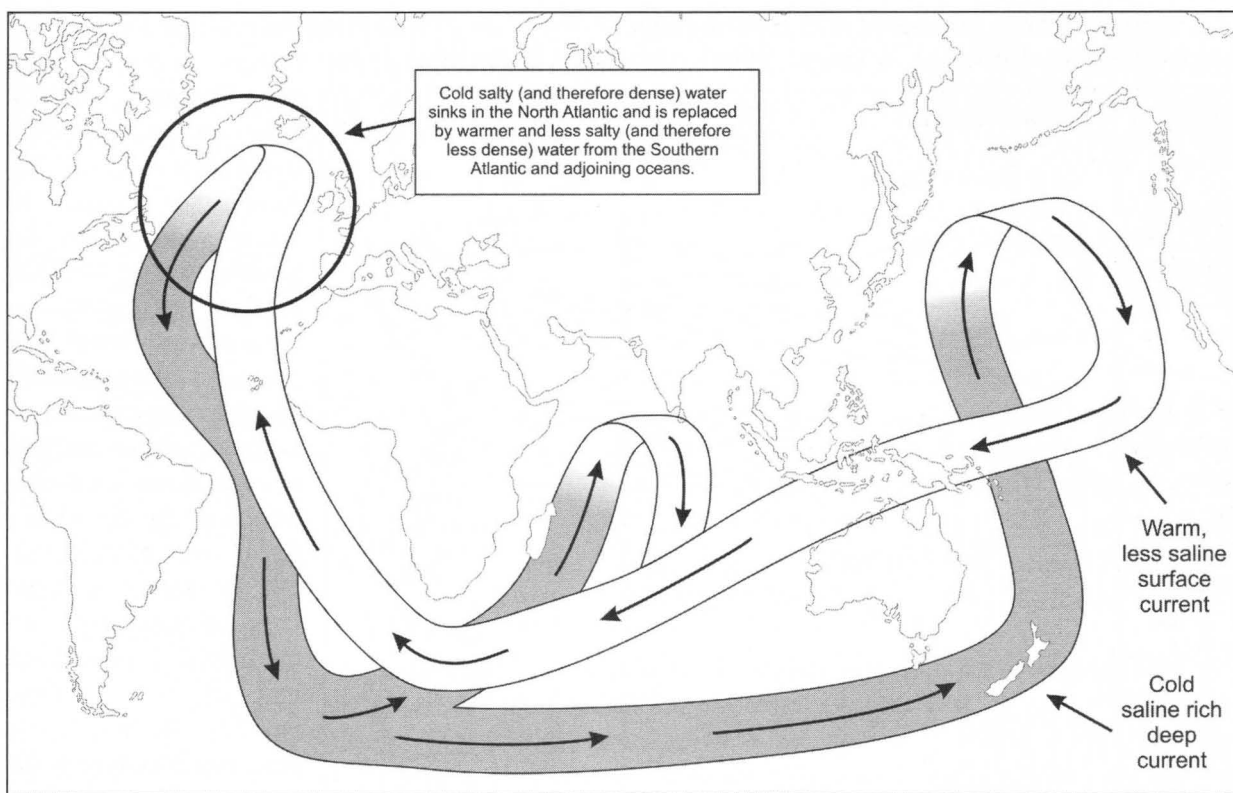 Cold salty (and therefore dense) water
sinks in the North Atlantic and is replaced
by warmer and less salty (and therefore
less dense) water from the Southern
Atlantic and adjoining oceans.
Warm,
less saline
surface
current
Cold
saline rich
deep
current